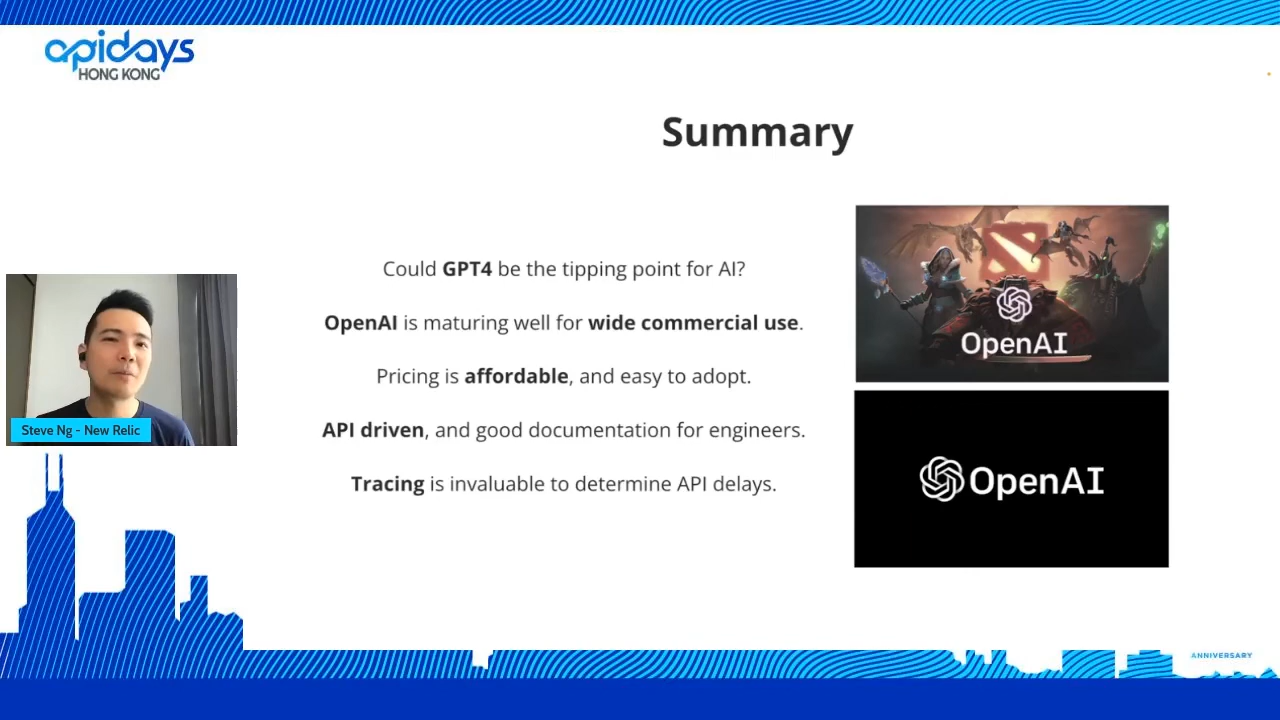 apidays
HONG KONG
Summary
Could GPT4 be the tipping point for AI?
OpenAI is maturing well for wide commercial use.
Pricing is affordable, and easy to adopt.
API driven, and good documentation for engineers.
Tracing is invaluable to determine API delays.
OpenAI
OpenAI
Steve Ng - New Relic
ANNIVERSARY